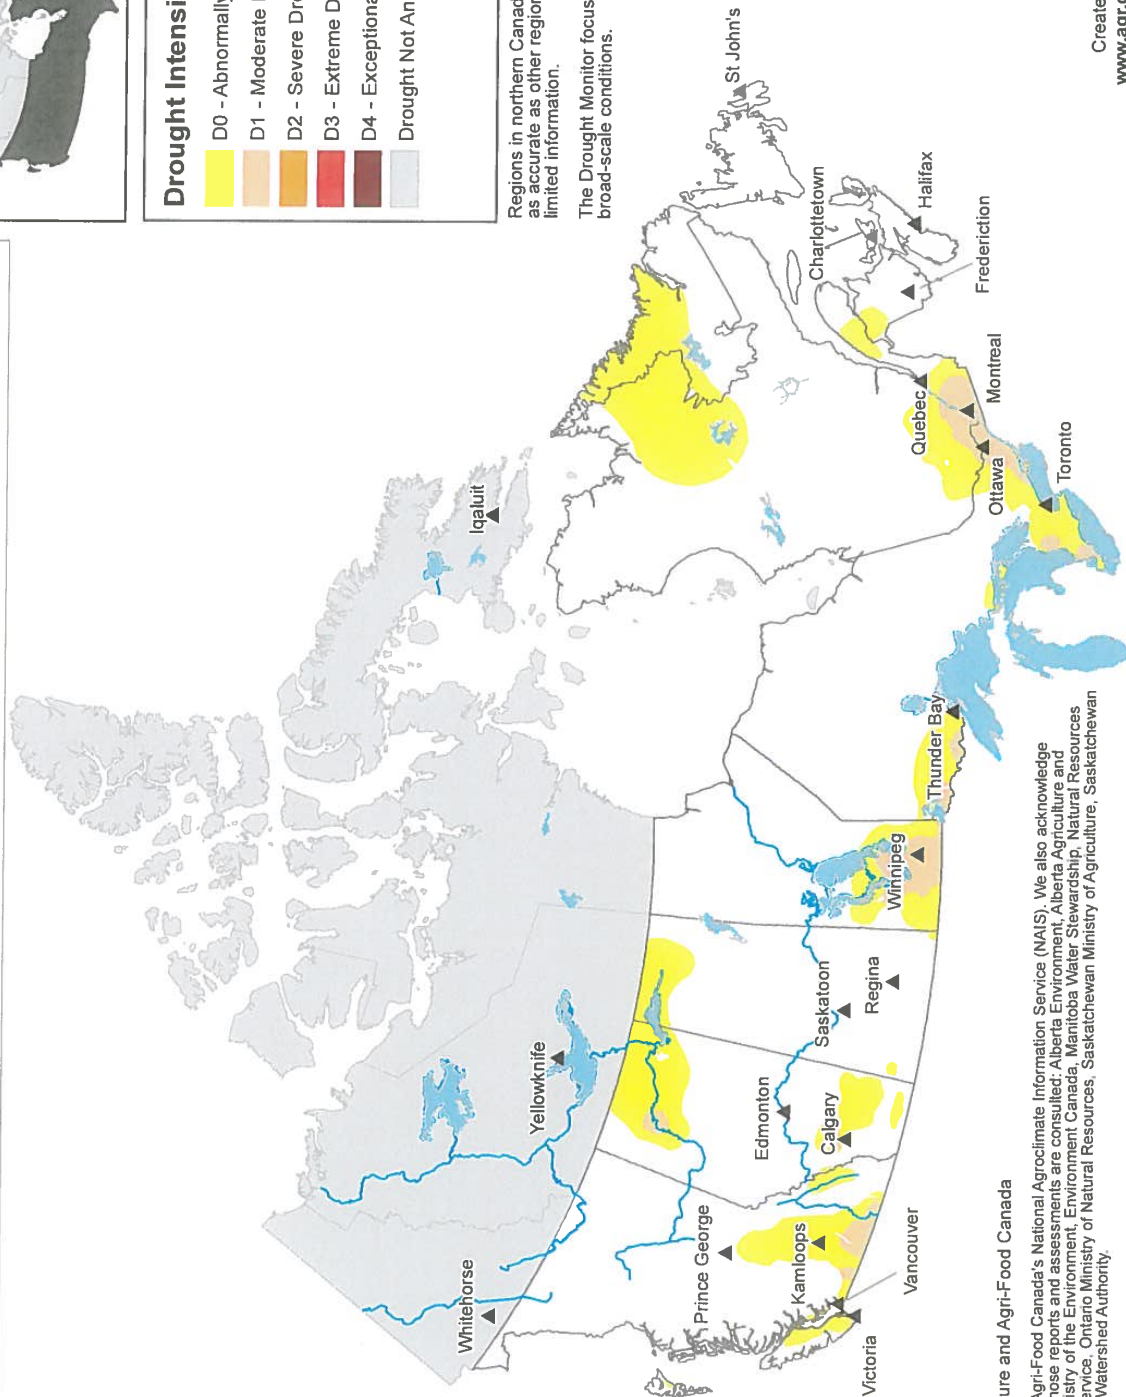 Drought Intensi
D0 - Abnormally
D1 - Moderate
D2 - Severe Dro
D3 - Extreme D
D4 - Exceptiona
Drought Not An
Regions in northern Canad
as accurate as other region
limited information.
The Drought Monitor focus
broad-scale conditions.
Iqaluit
St John's
Whitehorse
Yellowknife
Charlottetown
Halifax
Fredericton
Prince George
Edmonton
Saskatoon
Quebec
Montreal
Kamloops
Calgary
Regina
Winnipeg
Thunder Bay
Ottawa
Toronto
Victoria
Vancouver
ure and Agri-Food Canada
Agri-Food Canada's National Agroclimate Information Service (NAIS). We also acknowledge
hose reports and assessments are consulted: Alberta Environment, Alberta Agriculture and
istry of the Environment, Environment Canada, Manitoba Water Stewardship, Natural Resources
ervice, Ontario Ministry of Natural Resources, Saskatchewan Ministry of Agriculture, Saskatchewan
Watershed Authority.
Create
www.agr.